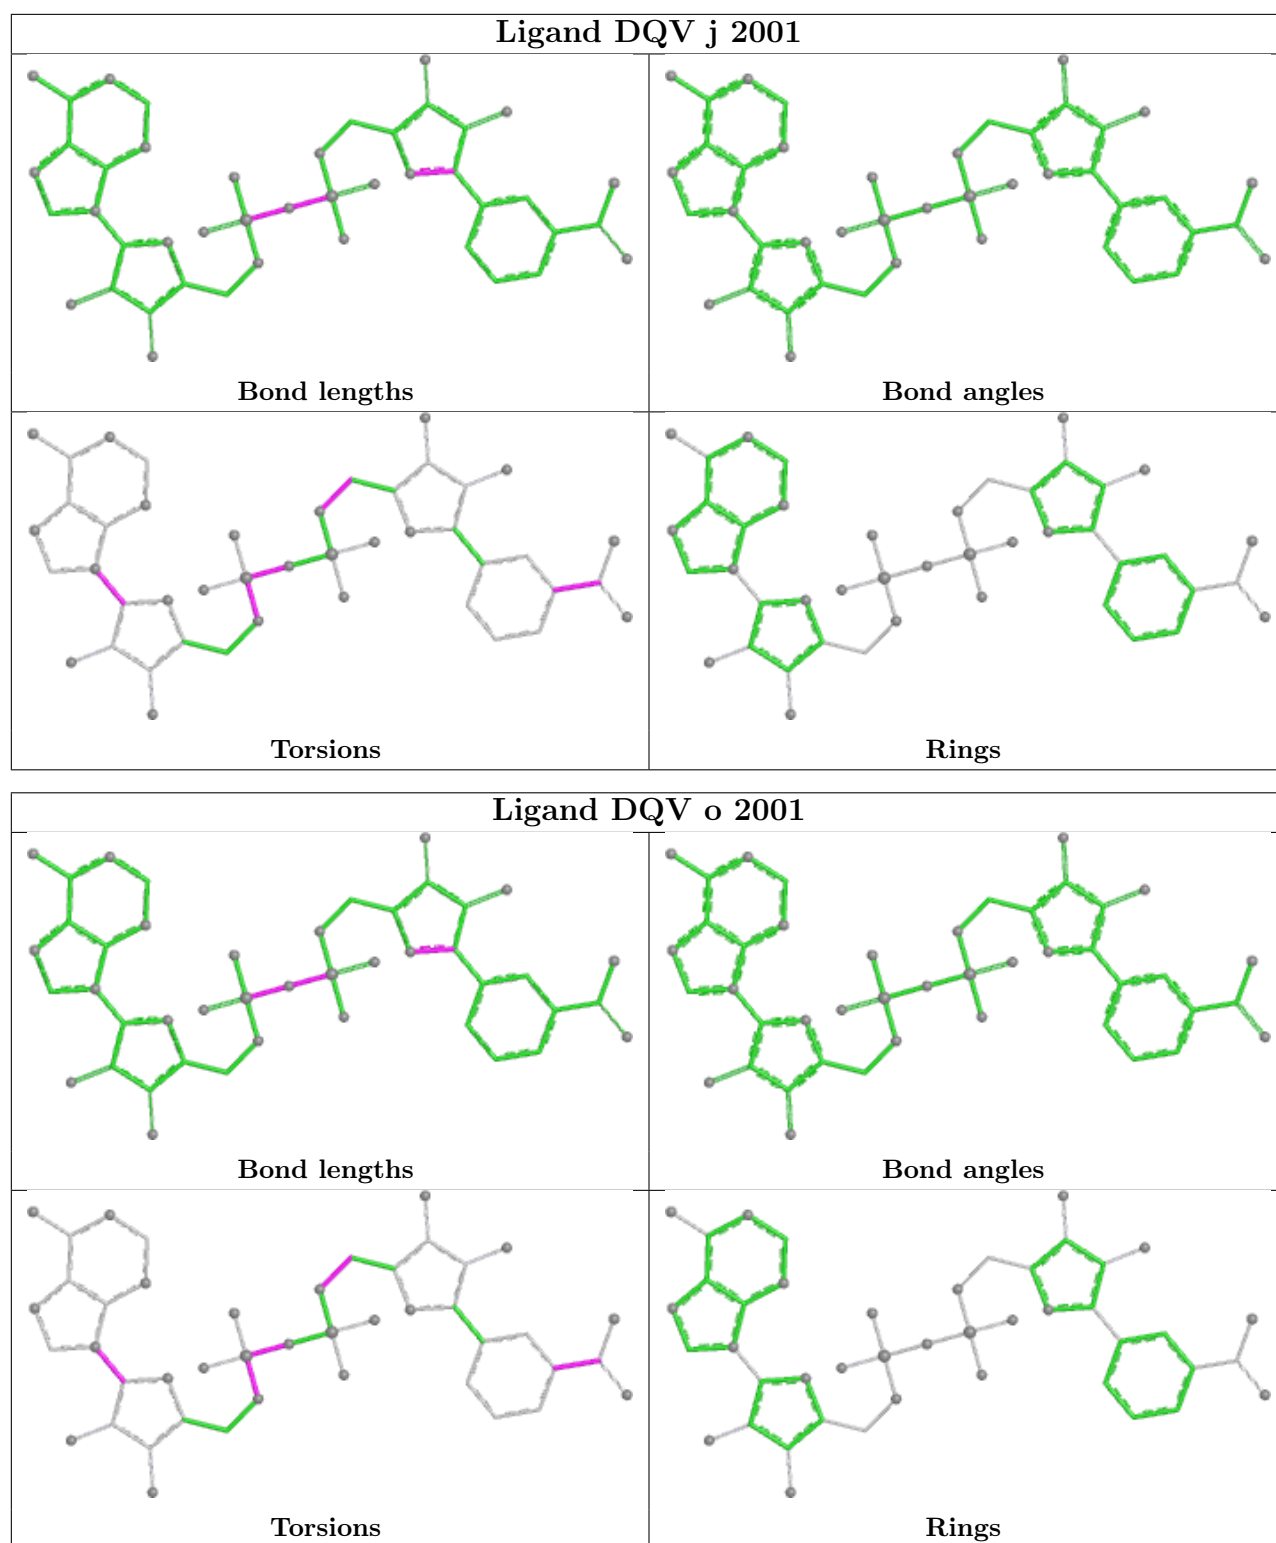 Ligand DQV j 2001
Bond lengths
Bond angles
Torsions
Rings
Ligand DQV o 2001
Bond lengths
Bond angles
Torsions
Rings